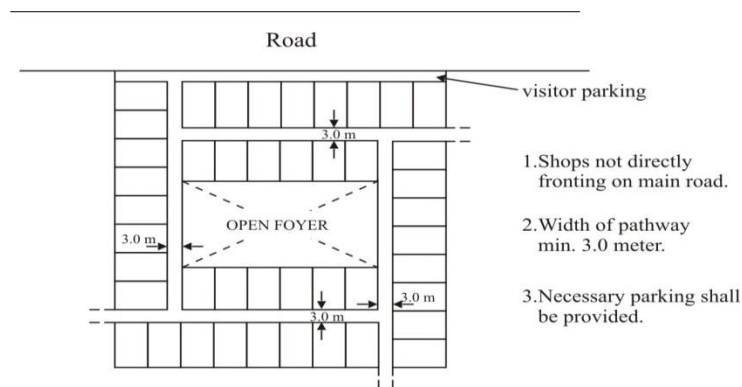 Road
visitor parking
3.0 m
1.Shops not directly
fronting on main road.
OPEN FOYER
2.Width of pathway
min. 3.0 meter.
3.0 m
3.0 m
3.Necessary parking shall
be provided.
3.0 m